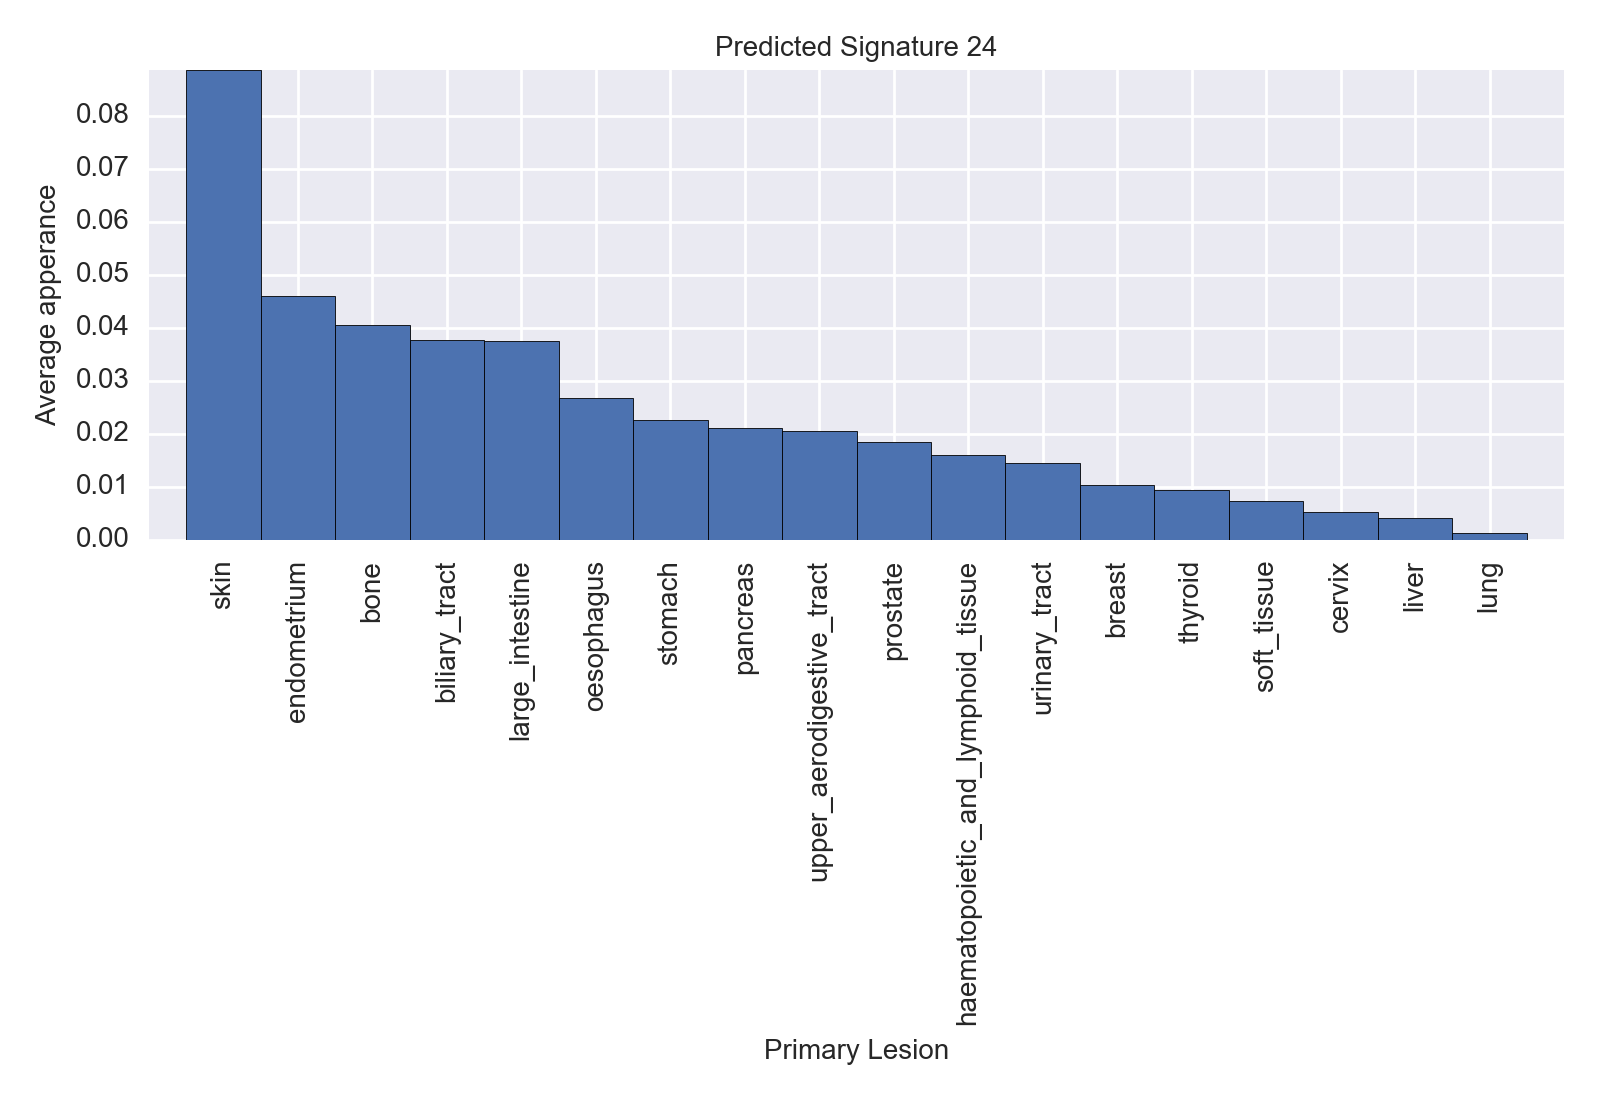 Predicted Signature 24
Average apperance
0.08
0.07
0.06
0.05
0.04
0.03
0.02
0.01
0.00
skin
endometrium
bone
biliary_tract
large_intestine
oesophagus
stomach
pancreas
upper_aerodigestive_tract
prostate
haematopoietic_and_lymphoid_tissue
urinary_tract
breast
thyroid
soft_tissue
cervix
liver
lung
Primary Lesion